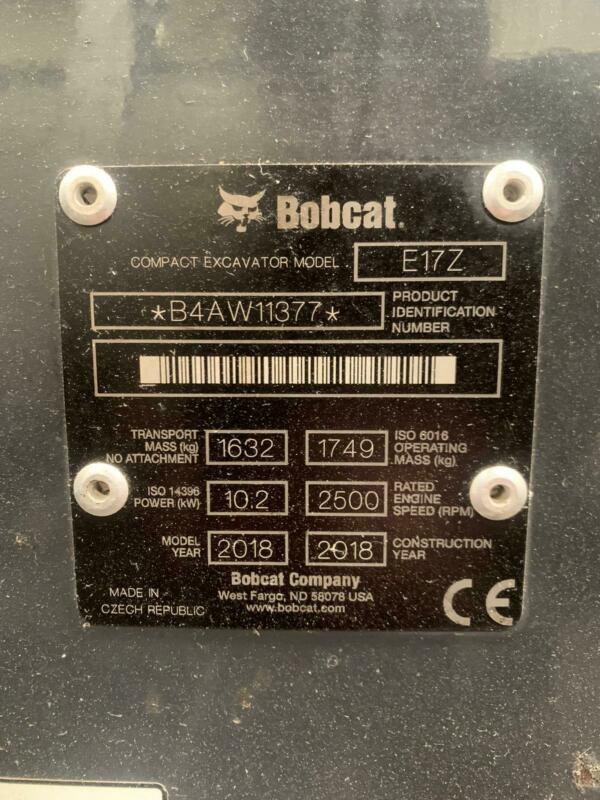 Bobcat®
COMPACT EXCAVATOR MODEL E17Z
*B4AW11377*
PRODUCT
IDENTIFICATION
NUMBER
TRANSPORT
MASS (kg)
NO ATTACHMENT
1632
1749
ISO 6016
OPERATING
MASS (kg)
ISO 14396
POWER (kW)
10.2
2500
RATED
ENGINE
SPEED (RPM)
MODEL
YEAR
2018
2018
CONSTRUCTION
YEAR
Bobcat Company
West Fargo, ND 58078 USA
www.bobcat.com
MADE IN
CZECH REPUBLIC
CE